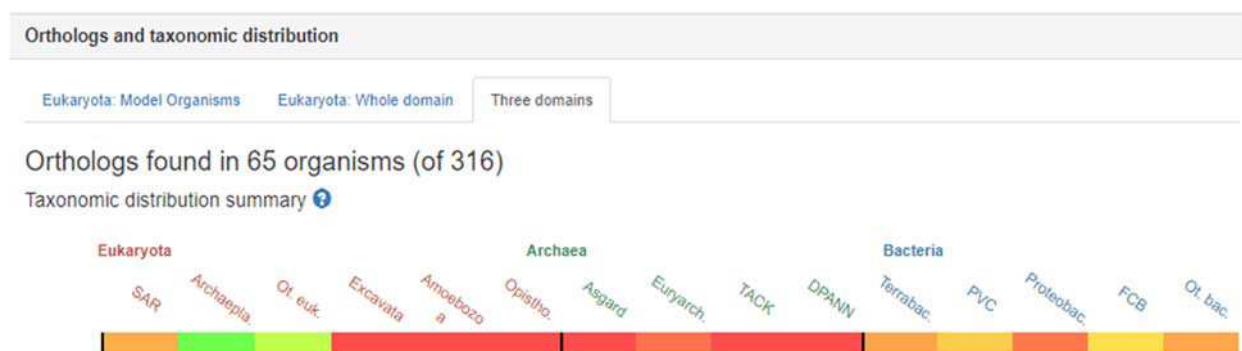 Orthologs and taxonomic distribution
Eukaryota: Model Organisms Eukaryota: Whole domain Three domains
Orthologs found in 65 organisms (of 316)
Taxonomic distribution summary ?
Eukaryota Archaea Bacteria
SAR Archaepla. Ot. euk. Excavata Amoebozoa Opistho. Asgard Euryarch. TACK DPANN Terrabac. PVC Proteobac. FCB Ot. bac.